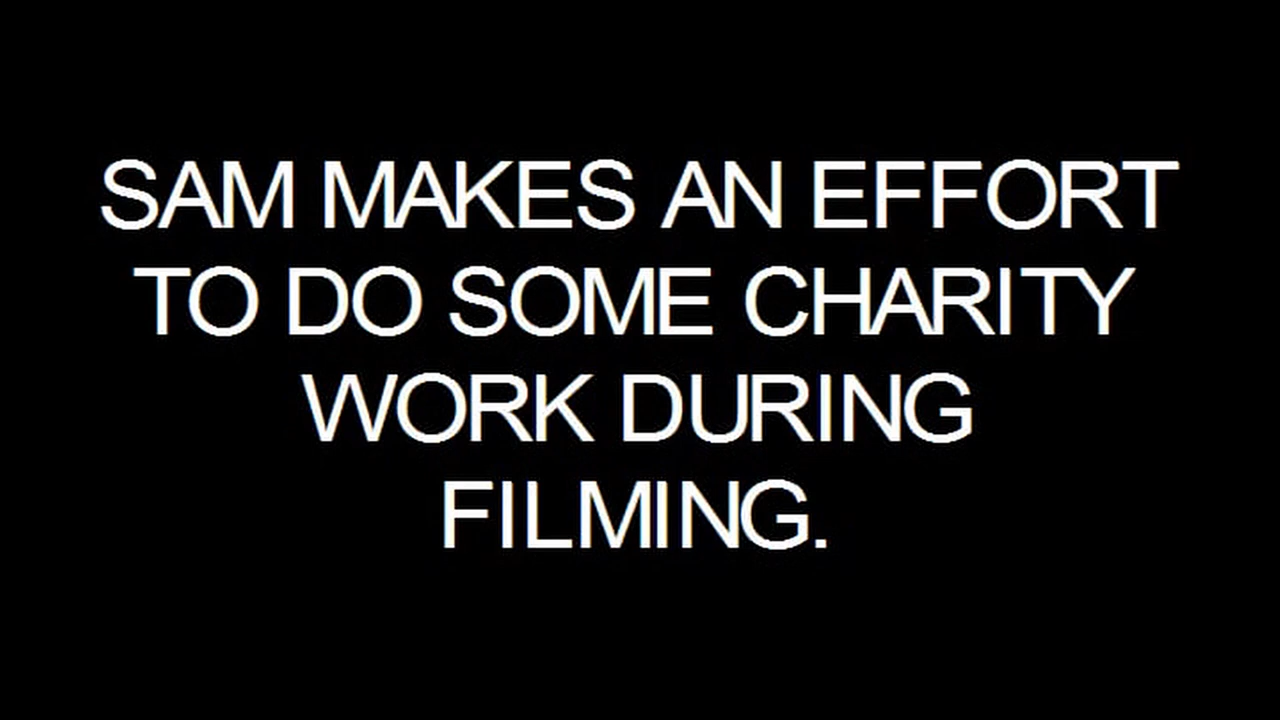 SAM MAKES AN EFFORT
TO DO SOME CHARITY
WORK DURING
FILMING.